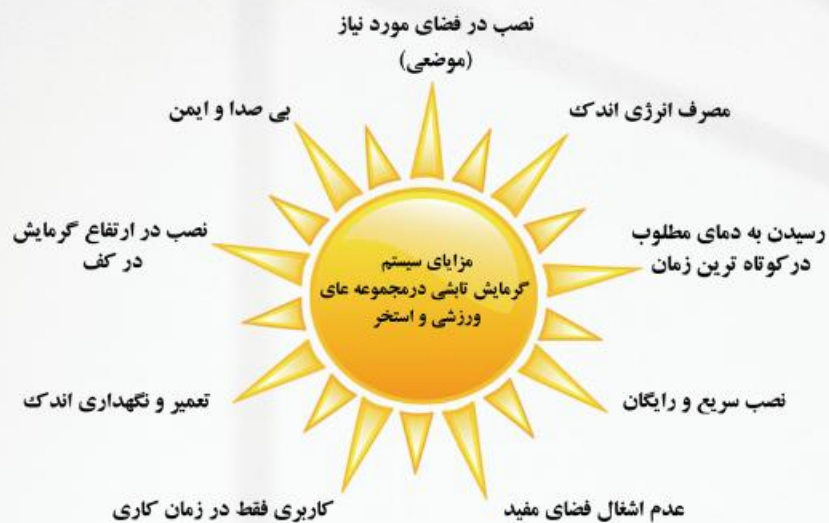 نصب در فضای مورد نیاز
(موضعی)
مصرف انرژی اندک
بی صدا و ایمن
رسیدن به دمای مطلوب
درکوتاه ترین زمان
نصب در ارتفاع گرمایش
در کف
مزایای سیستم
گرمایش تابشی درمجموعه عای
ورزشی و استخر
نصب سریع و رایگان
تعمیر و نگهداری اندک
عدم اشغال فضای مفید
کاربری فقط در زمان کاری